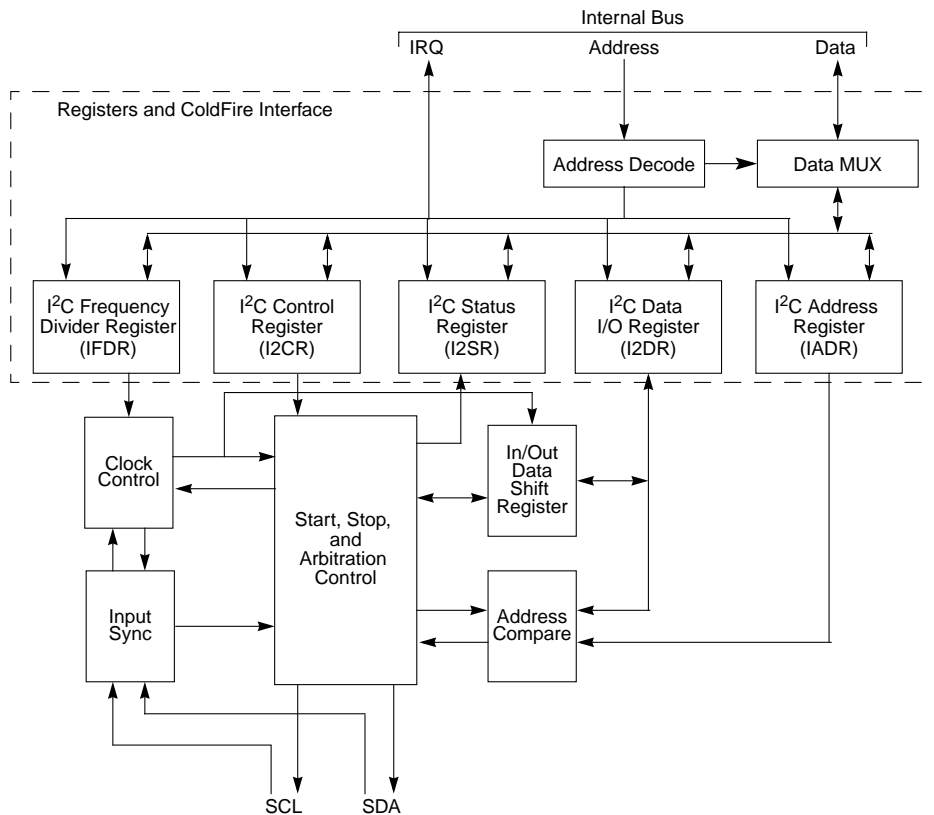 Internal Bus
IRQ Address Data
Registers and ColdFire Interface
Address Decode
Data MUX
I²C Frequency
Divider Register
(IFDR)
I²C Control
Register
(I2CR)
I²C Status
Register
(I2SR)
I²C Data
I/O Register
(I2DR)
I²C Address
Register
(IADR)
Clock
Control
Start, Stop,
and
Arbitration
Control
In/Out
Data
Shift
Register
Input
Sync
Address
Compare
SCL SDA